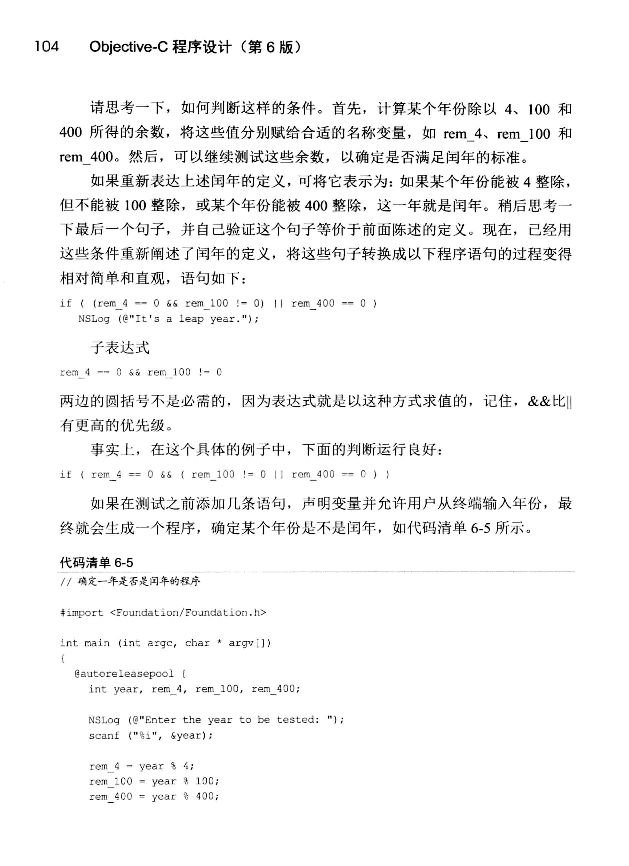 104 Objective-C 程序设计（第 6 版）
请思考一下，如何判断这样的条件。首先，计算某个年份除以 4、100 和
400 所得的余数，将这些值分别赋给合适的名称变量，如 rem_4、rem_100 和
rem_400。然后，可以继续测试这些余数，以确定是否满足闰年的标准。
如果重新表达上述闰年的定义，可将它表示为：如果某个年份能被 4 整除，
但不能被 100 整除，或某个年份能被 400 整除，这一年就是闰年。稍后思考一
下最后一个句子，并自己验证这个句子等价于前面陈述的定义。现在，已经用
这些条件重新阐述了闰年的定义，将这些句子转换成以下程序语句的过程变得
相对简单和直观，语句如下：
if ( (rem_4 == 0 && rem_100 != 0) || rem_400 == 0 )
NSLog (@"It's a leap year.");
子表达式
rem_4 == 0 && rem_100 != 0
两边的圆括号不是必需的，因为表达式就是以这种方式求值的，记住，&&比||
有更高的优先级。
事实上，在这个具体的例子中，下面的判断运行良好：
if ( rem_4 == 0 && ( rem_100 != 0 || rem_400 == 0 ) )
如果在测试之前添加几条语句，声明变量并允许用户从终端输入年份，最
终就会生成一个程序，确定某个年份是不是闰年，如代码清单 6-5 所示。
代码清单 6-5
// 确定一年是否是闰年的程序
#import <Foundation/Foundation.h>
int main (int argc, char * argv[])
{
@autoreleasepool {
int year, rem_4, rem_100, rem_400;
NSLog (@"Enter the year to be tested: ");
scanf ("%i", &year);
rem_4 = year % 4;
rem_100 = year % 100;
rem_400 = year % 400;